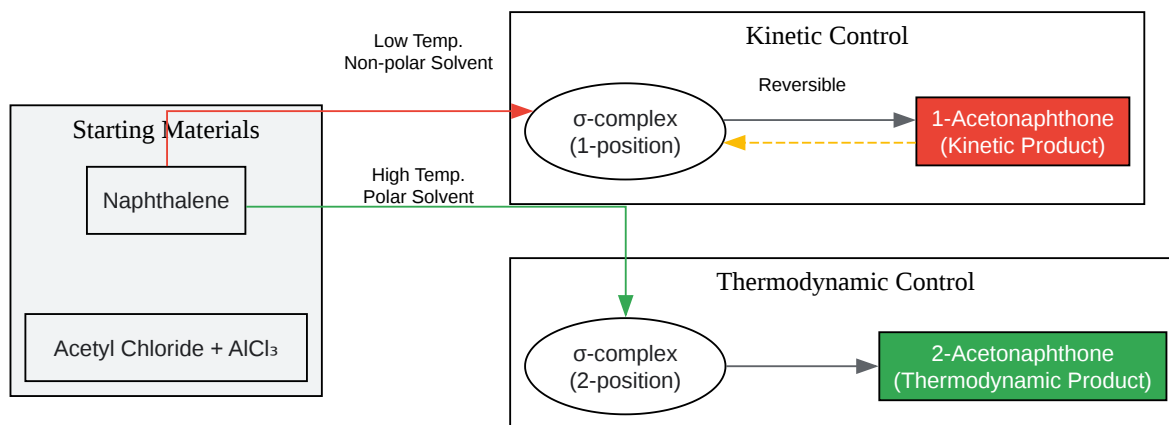 Starting Materials
Naphthalene
Acetyl Chloride + AlCl₃
Low Temp.
Non-polar Solvent
High Temp.
Polar Solvent
Kinetic Control
σ-complex
(1-position)
Reversible
1-Acetonaphthone
(Kinetic Product)
Thermodynamic Control
σ-complex
(2-position)
2-Acetonaphthone
(Thermodynamic Product)